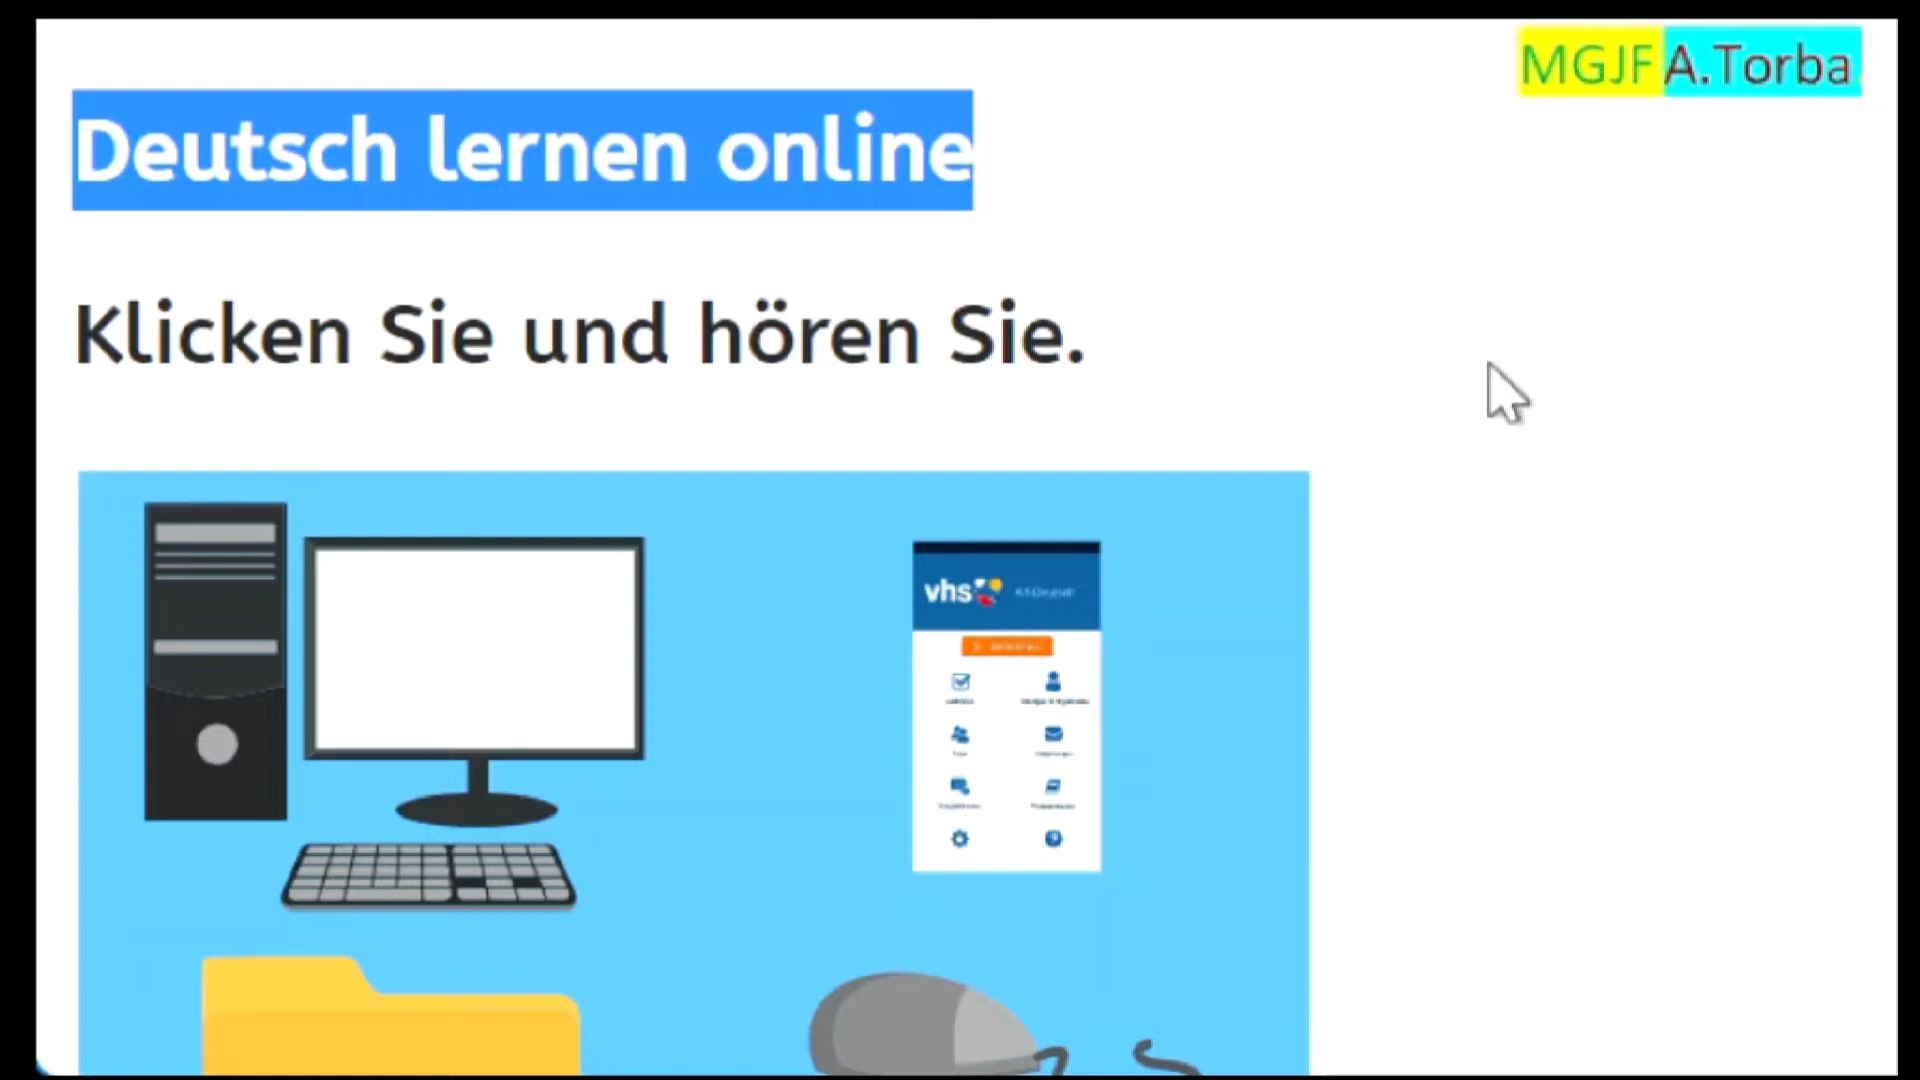 MGJF A.Torba
Deutsch lernen online
Klicken Sie und hören Sie.
vhs